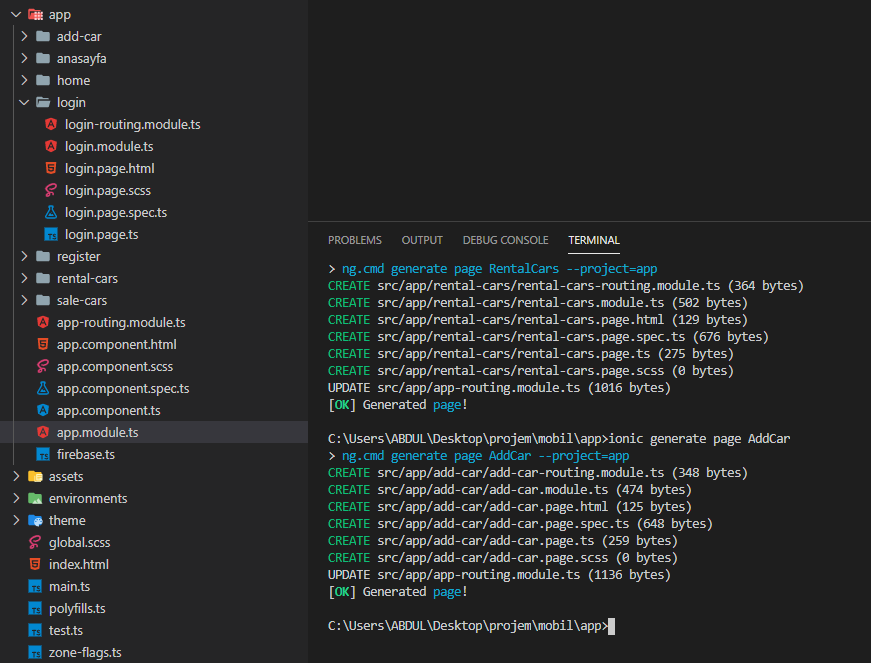 app
add-car
anasayfa
home
login
login-routing.module.ts
login.module.ts
login.page.html
login.page.scss
login.page.spec.ts
login.page.ts
register
rental-cars
sale-cars
app-routing.module.ts
app.component.html
app.component.scss
app.component.spec.ts
app.component.ts
app.module.ts
firebase.ts
assets
environments
theme
global.scss
index.html
main.ts
polyfills.ts
test.ts
zone-flags.ts
PROBLEMS OUTPUT DEBUG CONSOLE TERMINAL
> ng.cmd generate page RentalCars --project=app
CREATE src/app/rental-cars/rental-cars-routing.module.ts (364 bytes)
CREATE src/app/rental-cars/rental-cars.module.ts (502 bytes)
CREATE src/app/rental-cars/rental-cars.page.html (129 bytes)
CREATE src/app/rental-cars/rental-cars.page.spec.ts (676 bytes)
CREATE src/app/rental-cars/rental-cars.page.ts (275 bytes)
CREATE src/app/rental-cars/rental-cars.page.scss (0 bytes)
UPDATE src/app/app-routing.module.ts (1016 bytes)
[OK] Generated page!
C:\Users\ABDUL\Desktop\projem\mobil\app>ionic generate page AddCar
> ng.cmd generate page AddCar --project=app
CREATE src/app/add-car/add-car-routing.module.ts (348 bytes)
CREATE src/app/add-car/add-car.module.ts (474 bytes)
CREATE src/app/add-car/add-car.page.html (125 bytes)
CREATE src/app/add-car/add-car.page.spec.ts (648 bytes)
CREATE src/app/add-car/add-car.page.ts (259 bytes)
CREATE src/app/add-car/add-car.page.scss (0 bytes)
UPDATE src/app/app-routing.module.ts (1136 bytes)
[OK] Generated page!
C:\Users\ABDUL\Desktop\projem\mobil\app>